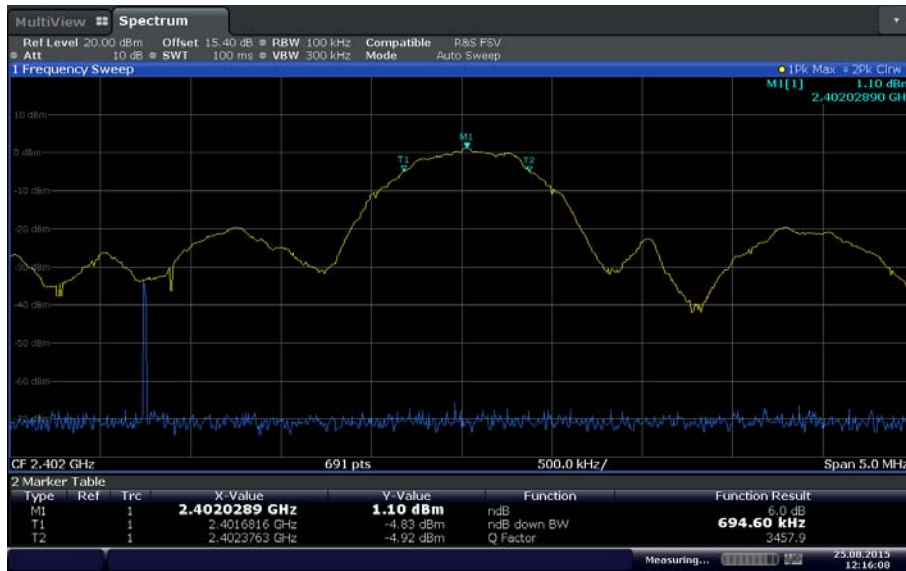 MultiView Spectrum
Ref Level 20.00 dBm Offset 15.40 dB RBW 100 kHz Compatible R&S FSV
Att 10 dB SWT 100 ms VBW 300 kHz Mode Auto Sweep
1 Frequency Sweep 1Pk Max 2Pk Clrw
M1[1] 1.10 dBm
2.40202890 GH
10 dBm
M1
0 dBm
T1 T2
-10 dBm
-20 dBm
-30 dBm
-40 dBm
-50 dBm
-60 dBm
-70 dBm
CF 2.402 GHz 691 pts 500.0 kHz/ Span 5.0 MHz
2 Marker Table
Type Ref Trc X-Value Y-Value Function Function Result
M1 1 2.4020289 GHz 1.10 dBm ndB 6.0 dB
T1 1 2.4016816 GHz -4.83 dBm ndB down BW 694.60 kHz
T2 1 2.4023763 GHz -4.92 dBm Q Factor 3457.9
Measuring... 25.08.2015
12:16:08